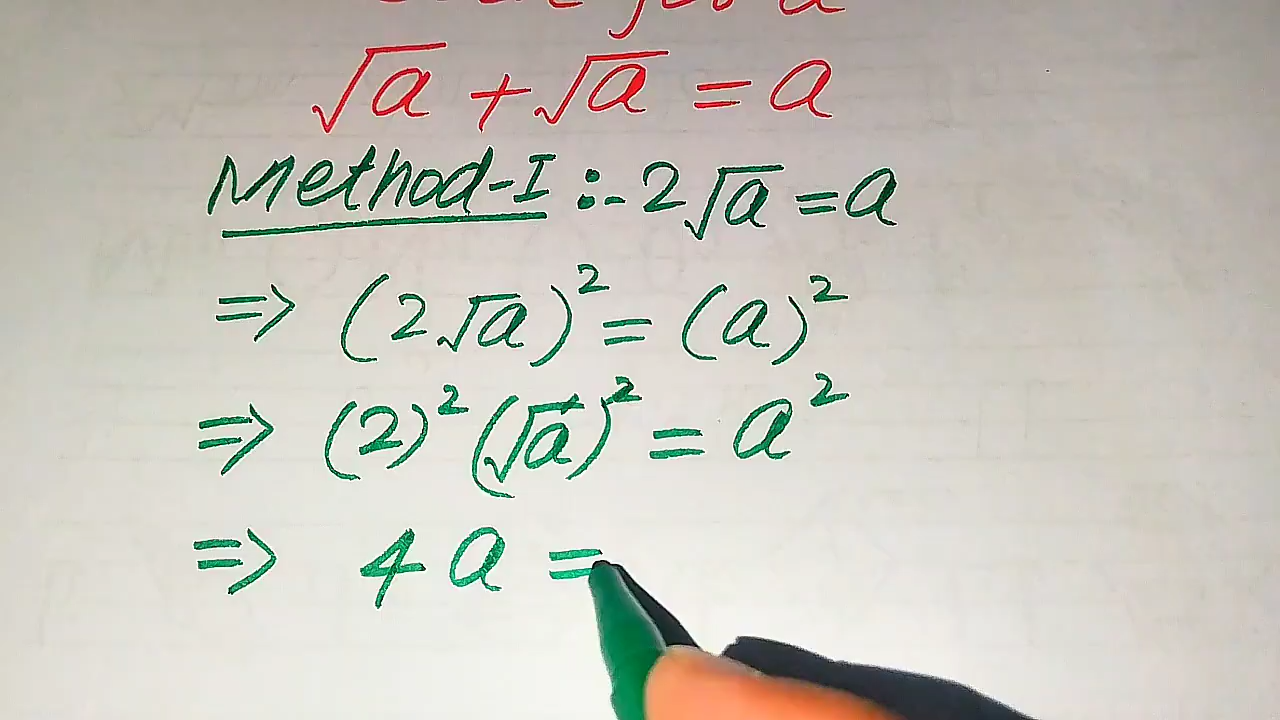 √a + √a = a
Method-I :- 2√a = a
=> (2√a)² = (a)²
=> (2)² (√a)² = a²
=> 4a =